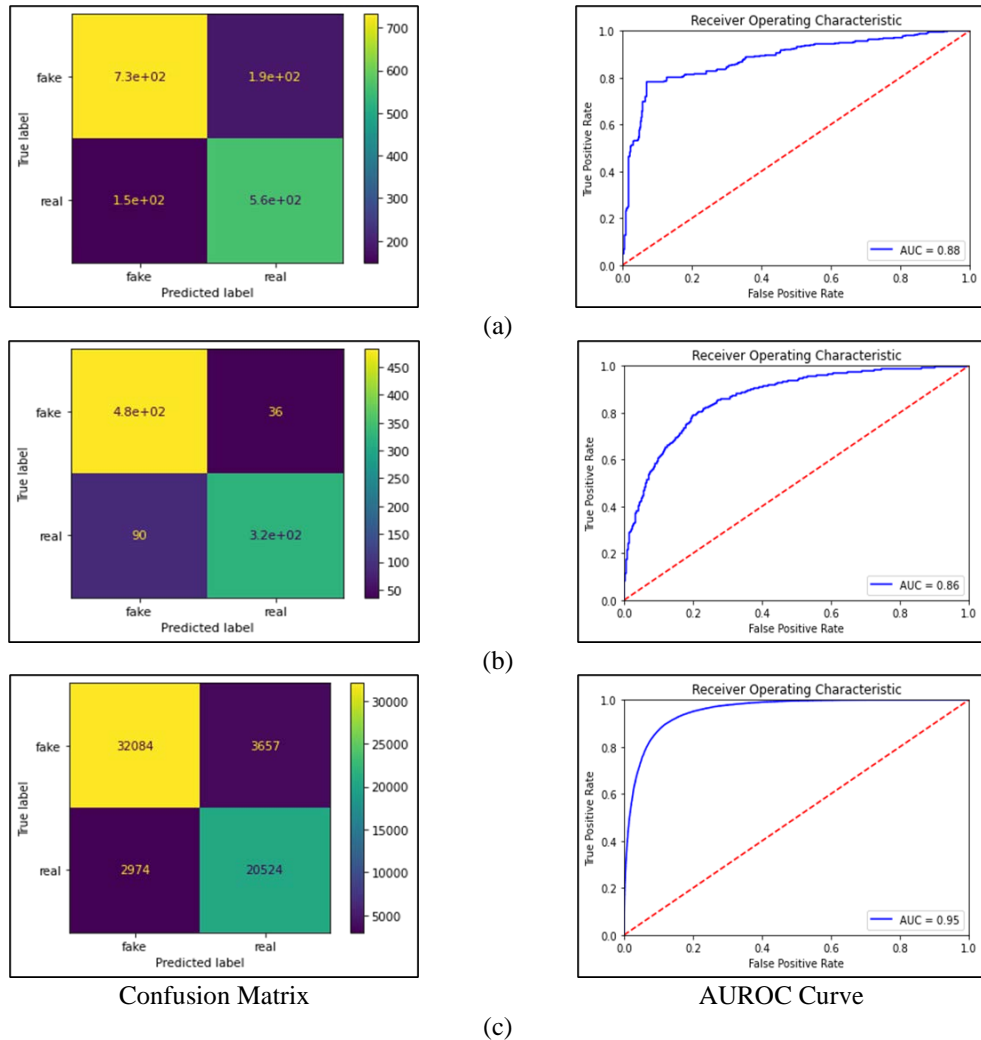 Receiver Operating Characteristic
fake
real
True label
7.3e+02
1.9e+02
1.5e+02
5.6e+02
fake
real
Predicted label
700
600
500
400
300
200
True Positive Rate
1.0
0.8
0.6
0.4
0.2
0.0
0.0
0.2
0.4
0.6
0.8
1.0
False Positive Rate
AUC = 0.88
(a)
Receiver Operating Characteristic
fake
real
True label
4.8e+02
36
90
3.2e+02
fake
real
Predicted label
450
400
350
300
250
200
150
100
50
True Positive Rate
1.0
0.8
0.6
0.4
0.2
0.0
0.0
0.2
0.4
0.6
0.8
1.0
False Positive Rate
AUC = 0.86
(b)
Receiver Operating Characteristic
fake
real
True label
32084
3657
2974
20524
fake
real
Predicted label
30000
25000
20000
15000
10000
5000
True Positive Rate
1.0
0.8
0.6
0.4
0.2
0.0
0.0
0.2
0.4
0.6
0.8
1.0
False Positive Rate
AUC = 0.95
Confusion Matrix
AUROC Curve
(c)